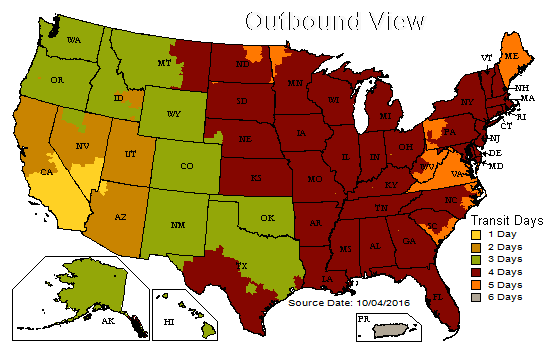 Outbound View
WA
OR
ID
MT
WY
NV
CA
UT
AZ
CO
NM
ND
SD
NE
KS
OK
TX
MN
IA
MO
AR
LA
WI
IL
IN
MI
OH
KY
TN
MS
AL
GA
FL
SC
NC
VA
WV
PA
NY
VT
ME
NH
MA
RI
CT
NJ
DE
MD
AK
HI
PR
Transit Days
1 Day
2 Days
3 Days
4 Days
5 Days
6 Days
Source Date: 10/04/2016